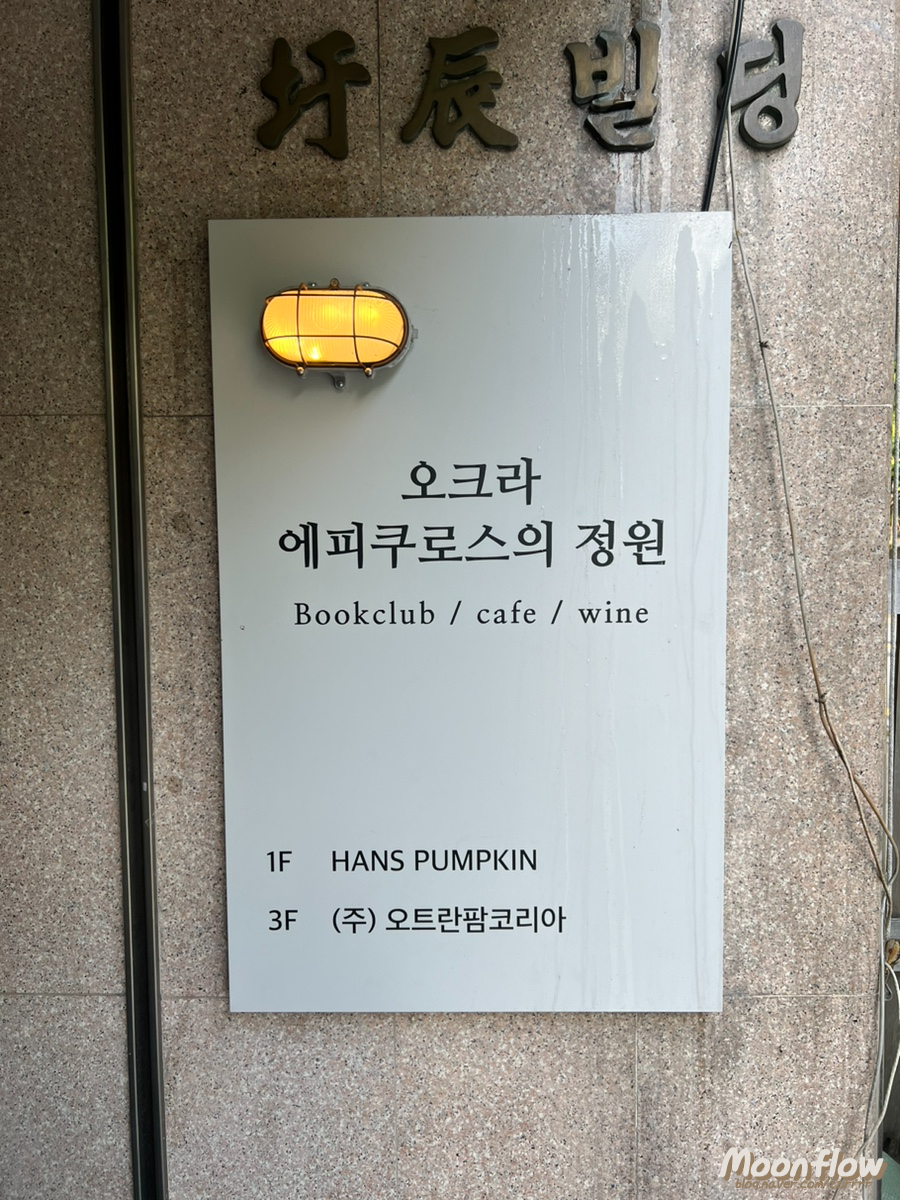 圩辰빌딩
오크라
에피쿠로스의 정원
Bookclub / cafe / wine
1F HANS PUMPKIN
3F (주) 오트란팜코리아
Moonflow